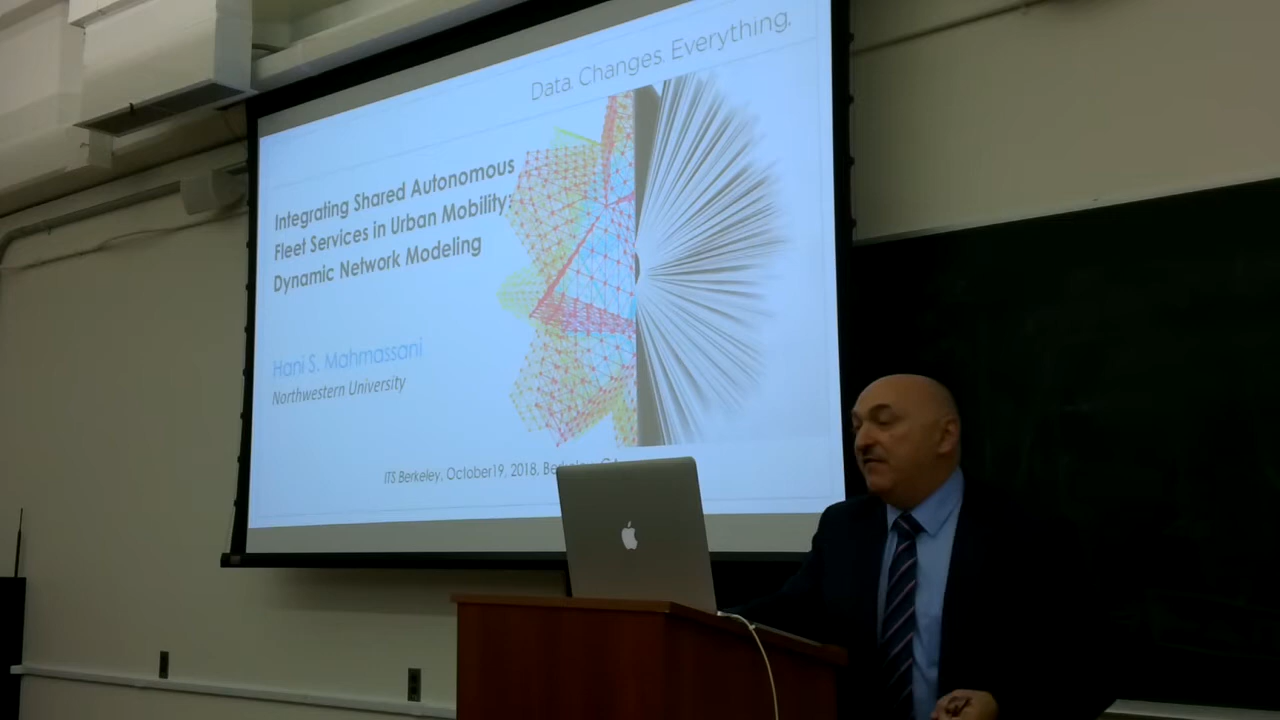 Data. Changes. Everything.
Integrating Shared Autonomous
Fleet Services in Urban Mobility:
Dynamic Network Modeling
Hani S. Mahmassani
Northwestern University
ITS Berkeley, October19, 2018,